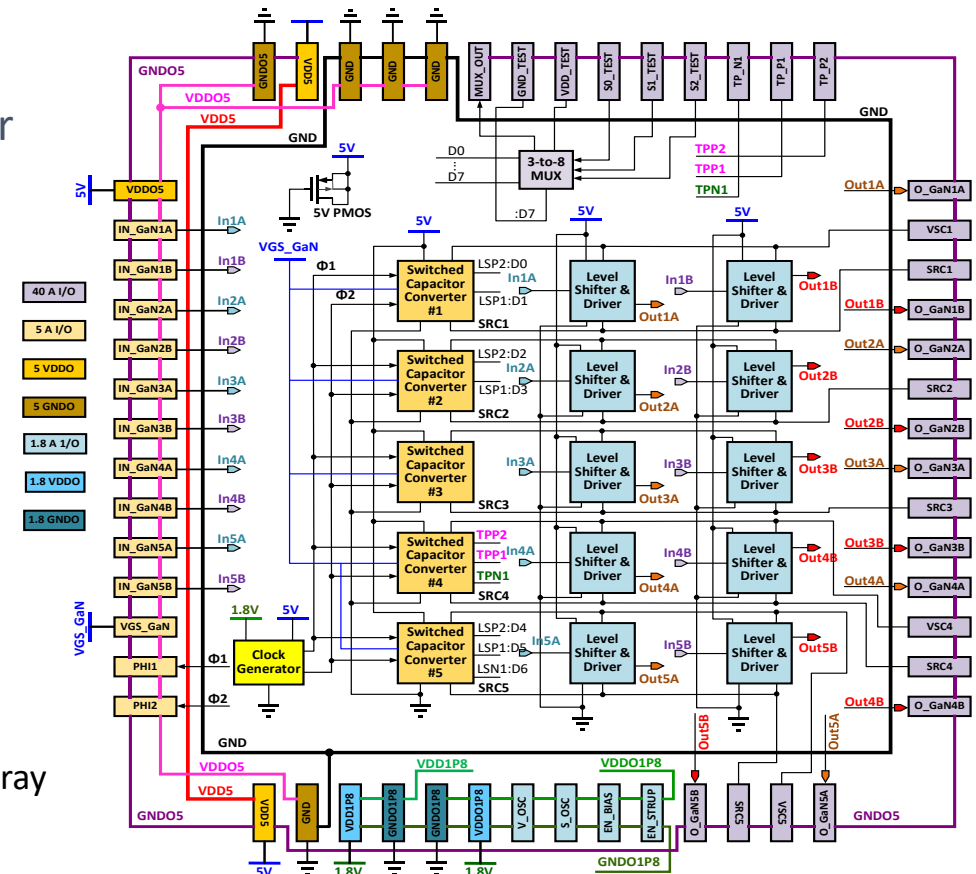 GNDO5
VDD5
GND
GND
GND
MUX_OUT
GND_TEST
VDD_TEST
S0_TEST
S1_TEST
S2_TEST
TP_N1
TP_P1
TP_P2
GNDO5
VDDO5
VDD5
GND
GND
r
5V
VDDO5
IN_GaN1A
IN_GaN1B
IN_GaN2A
IN_GaN2B
IN_GaN3A
IN_GaN3B
IN_GaN4A
IN_GaN4B
IN_GaN5A
IN_GaN5B
VGS_GaN
VGS_GaN
PHI1
PHI2
In1A
In1B
In2A
In2B
In3A
In3B
In4A
In4B
In5A
In5B
Φ1
Φ2
40 A I/O
5 A I/O
5 VDDO
5 GNDO
1.8 A 1/O
1.8 VDDO
1.8 GNDO
5V
5V PMOS
D0
⋮
D7
3-to-8
MUX
:D7
TPP2
TPP1
TPN1
VGS_GaN
Φ1
Φ2
5V
5V
5V
Switched
Capacitor
Converter
#1
LSP2:D0
LSP1:D1
SRC1
In1A
Level
Shifter &
Driver
Out1A
In1B
Level
Shifter &
Driver
Out1B
Switched
Capacitor
Converter
#2
LSP2:D2
LSP1:D3
SRC2
In2A
Level
Shifter &
Driver
Out2A
In2B
Level
Shifter &
Driver
Out2B
Switched
Capacitor
Converter
#3
SRC3
In3A
Level
Shifter &
Driver
Out3A
In3B
Level
Shifter &
Driver
Out3B
Switched
Capacitor
Converter
#4
TPP2
TPP1
TPN1
SRC4
In4A
Level
Shifter &
Driver
Out4A
In4B
Level
Shifter &
Driver
Out4B
1.8V
5V
Clock
Generator
Switched
Capacitor
Converter
#5
LSP2:D4
LSP1:D5
LSN1:D6
SRC5
In5A
Level
Shifter &
Driver
Out5A
In5B
Level
Shifter &
Driver
Out5B
Out1A
Out1B
Out2A
Out2B
Out3A
Out3B
Out4A
Out4B
O_GaN1A
VSC1
SRC1
O_GaN1B
O_GaN2A
SRC2
O_GaN2B
O_GaN3A
SRC3
O_GaN3B
O_GaN4A
VSC4
SRC4
O_GaN4B
Out5B
Out5A
GND
ray
VDDO5
VDD5
GNDO5
VDD1P8
VDDO1P8
GNDO5
VDD5
GND
VDD1P8
GNDO1P8
GNDO1P8
VDDO1P8
V_OSC
S_OSC
EN_BIAS
EN_STRUP
O_GaN5B
SRC5
VSC5
O_GaN5A
GNDO1P8
5V
1.8V
1.8V